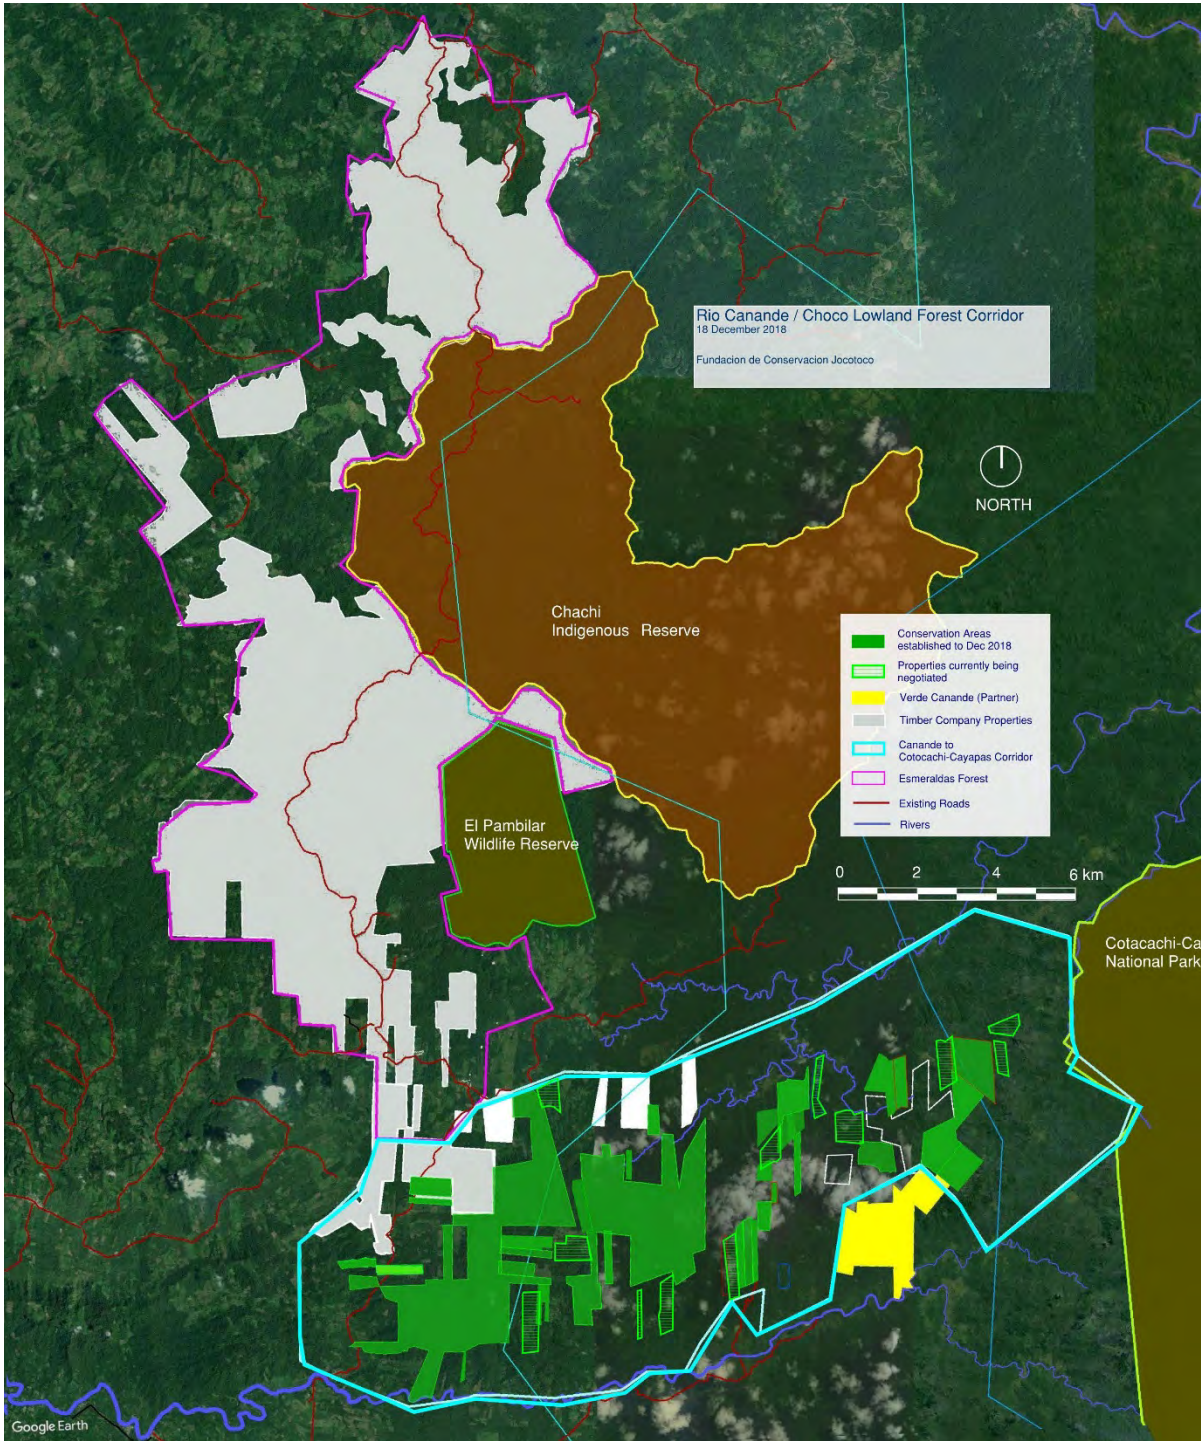 Rio Canande / Choco Lowland Forest Corridor
18 December 2018
Fundacion de Conservacion Jocotoco
NORTH
Chachi
Indigenous Reserve
Conservation Areas
established to Dec 2018
Properties currently being
negotiated
Verde Canande (Partner)
Timber Company Properties
Canande to
Cotocachi-Cayapas Corridor
Esmeraldas Forest
Existing Roads
Rivers
El Pambilar
Wildlife Reserve
0 2 4 6 km
Cotacachi-Ca
National Park
Google Earth